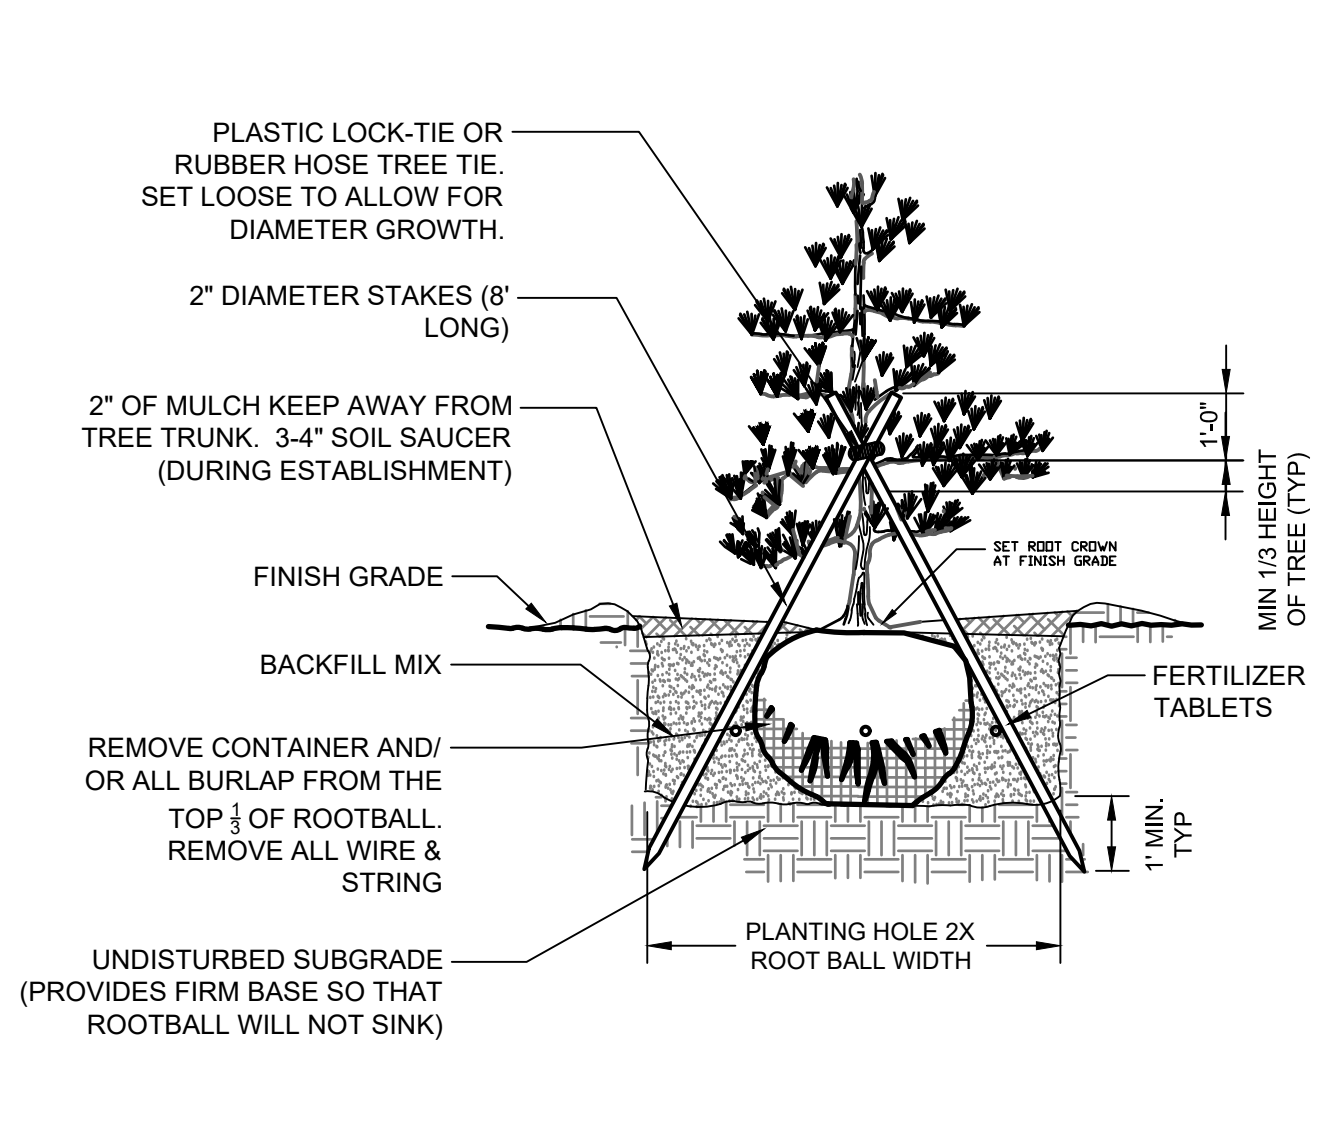 PLASTIC LOCK-TIE OR
RUBBER HOSE TREE TIE.
SET LOOSE TO ALLOW FOR
DIAMETER GROWTH.
2" DIAMETER STAKES (8'
LONG)
2" OF MULCH KEEP AWAY FROM
TREE TRUNK. 3-4" SOIL SAUCER
(DURING ESTABLISHMENT)
FINISH GRADE
BACKFILL MIX
REMOVE CONTAINER AND/
OR ALL BURLAP FROM THE
TOP 1/3 OF ROOTBALL.
REMOVE ALL WIRE &
STRING
UNDISTURBED SUBGRADE
(PROVIDES FIRM BASE SO THAT
ROOTBALL WILL NOT SINK)
1'-0"
MIN 1/3 HEIGHT
OF TREE (TYP)
SET ROOT CROWN
AT FINISH GRADE
FERTILIZER
TABLETS
1' MIN.
TYP
PLANTING HOLE 2X
ROOT BALL WIDTH